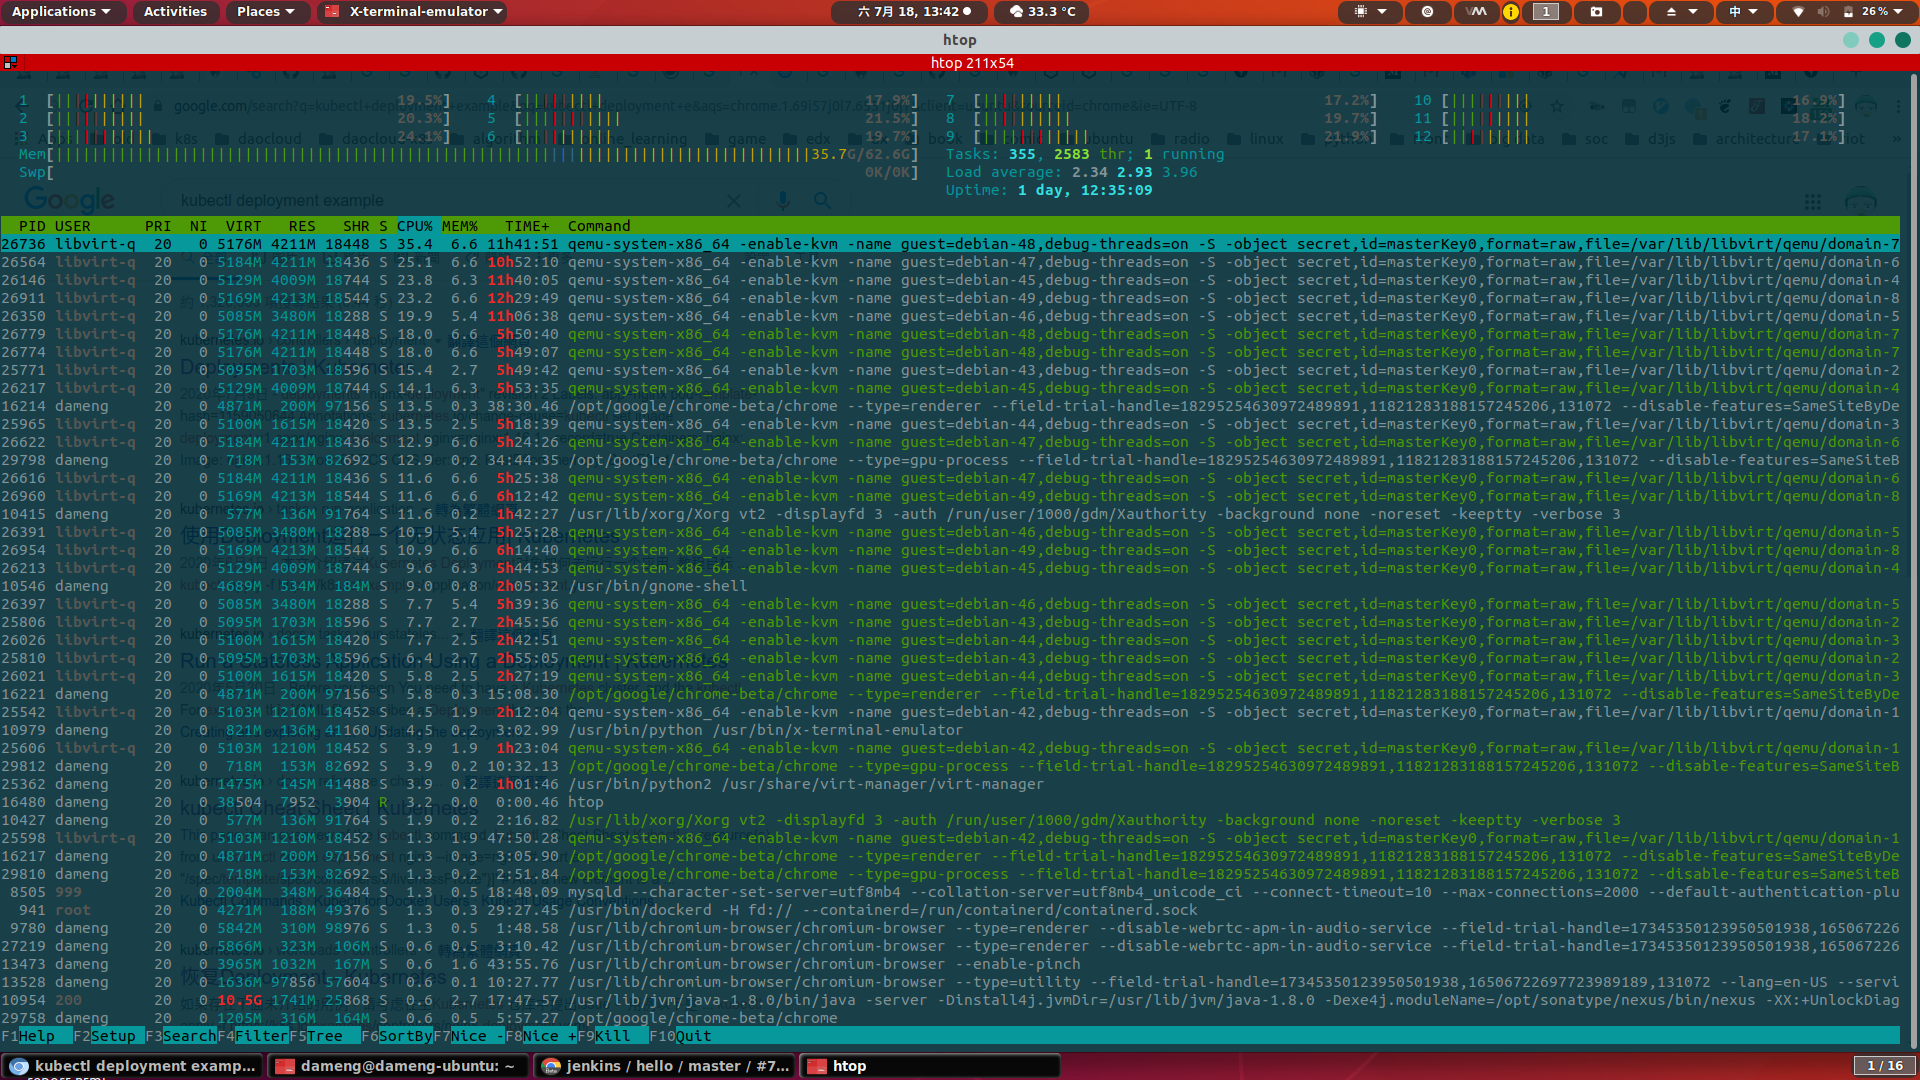 Applications Activities Places X-terminal-emulator 六 7月 18, 13:42 33.3 °C 1 中 26%
htop
htop 211x54
1 [ 19.5%] 4 [ 17.9%] 7 [ 17.2%] 10 [ 16.9%]
2 [ 20.3%] 5 [ 21.5%] 8 [ 19.7%] 11 [ 18.2%]
3 [ 24.1%] 6 [ 19.7%] 9 [ 21.9%] 12 [ 17.1%]
Mem[ 35.7G/62.6G] Tasks: 355, 2583 thr; 1 running
Swp[ 0K/0K] Load average: 2.34 2.93 3.96
Uptime: 1 day, 12:35:09
Google kubectl deployment example
PID USER PRI NI VIRT RES SHR S CPU% MEM% TIME+ Command
26736 libvirt-q 20 0 5176M 4211M 18448 S 35.4 6.6 11h41:51 qemu-system-x86_64 -enable-kvm -name guest=debian-48,debug-threads=on -S -object secret,id=masterKey0,format=raw,file=/var/lib/libvirt/qemu/domain-7
26564 libvirt-q 20 0 5184M 4211M 18436 S 25.1 6.6 10h52:10 qemu-system-x86_64 -enable-kvm -name guest=debian-47,debug-threads=on -S -object secret,id=masterKey0,format=raw,file=/var/lib/libvirt/qemu/domain-6
26146 libvirt-q 20 0 5129M 4009M 18744 S 23.8 6.3 11h40:05 qemu-system-x86_64 -enable-kvm -name guest=debian-45,debug-threads=on -S -object secret,id=masterKey0,format=raw,file=/var/lib/libvirt/qemu/domain-4
26911 libvirt-q 20 0 5169M 4213M 18544 S 23.2 6.6 12h29:49 qemu-system-x86_64 -enable-kvm -name guest=debian-49,debug-threads=on -S -object secret,id=masterKey0,format=raw,file=/var/lib/libvirt/qemu/domain-8
26350 libvirt-q 20 0 5085M 3480M 18288 S 19.9 5.4 11h06:38 qemu-system-x86_64 -enable-kvm -name guest=debian-46,debug-threads=on -S -object secret,id=masterKey0,format=raw,file=/var/lib/libvirt/qemu/domain-5
26779 libvirt-q 20 0 5176M 4211M 18448 S 18.0 6.6 5h50:40 qemu-system-x86_64 -enable-kvm -name guest=debian-48,debug-threads=on -S -object secret,id=masterKey0,format=raw,file=/var/lib/libvirt/qemu/domain-7
26774 libvirt-q 20 0 5176M 4211M 18448 S 18.0 6.6 5h49:07 qemu-system-x86_64 -enable-kvm -name guest=debian-48,debug-threads=on -S -object secret,id=masterKey0,format=raw,file=/var/lib/libvirt/qemu/domain-7
25771 libvirt-q 20 0 5095M 1703M 18596 S 15.4 2.7 5h49:42 qemu-system-x86_64 -enable-kvm -name guest=debian-43,debug-threads=on -S -object secret,id=masterKey0,format=raw,file=/var/lib/libvirt/qemu/domain-2
26217 libvirt-q 20 0 5129M 4009M 18744 S 14.1 6.3 5h53:35 qemu-system-x86_64 -enable-kvm -name guest=debian-45,debug-threads=on -S -object secret,id=masterKey0,format=raw,file=/var/lib/libvirt/qemu/domain-4
16214 dameng 20 0 4871M 200M 97156 S 13.5 0.3 38:30.46 /opt/google/chrome-beta/chrome --type=renderer --field-trial-handle=18295254630972489891,11821283188157245206,131072 --disable-features=SameSiteByDe
25965 libvirt-q 20 0 5100M 1615M 18420 S 13.5 2.5 5h18:39 qemu-system-x86_64 -enable-kvm -name guest=debian-44,debug-threads=on -S -object secret,id=masterKey0,format=raw,file=/var/lib/libvirt/qemu/domain-3
26622 libvirt-q 20 0 5184M 4211M 18436 S 12.9 6.6 5h24:26 qemu-system-x86_64 -enable-kvm -name guest=debian-47,debug-threads=on -S -object secret,id=masterKey0,format=raw,file=/var/lib/libvirt/qemu/domain-6
29798 dameng 20 0 718M 153M 82692 S 12.9 0.2 34:44.35 /opt/google/chrome-beta/chrome --type=gpu-process --field-trial-handle=18295254630972489891,11821283188157245206,131072 --disable-features=SameSiteB
26616 libvirt-q 20 0 5184M 4211M 18436 S 11.6 6.6 5h25:38 qemu-system-x86_64 -enable-kvm -name guest=debian-47,debug-threads=on -S -object secret,id=masterKey0,format=raw,file=/var/lib/libvirt/qemu/domain-6
26960 libvirt-q 20 0 5169M 4213M 18544 S 11.6 6.6 6h12:42 qemu-system-x86_64 -enable-kvm -name guest=debian-49,debug-threads=on -S -object secret,id=masterKey0,format=raw,file=/var/lib/libvirt/qemu/domain-8
10415 dameng 20 0 577M 136M 91764 S 11.6 0.2 1h42:27 /usr/lib/xorg/Xorg vt2 -displayfd 3 -auth /run/user/1000/gdm/Xauthority -background none -noreset -keeptty -verbose 3
26391 libvirt-q 20 0 5085M 3480M 18288 S 5.4 5h25:28 qemu-system-x86_64 -enable-kvm -name guest=debian-46,debug-threads=on -S -object secret,id=masterKey0,format=raw,file=/var/lib/libvirt/qemu/domain-5
26954 libvirt-q 20 0 5169M 4213M 18544 S 10.9 6.6 6h14:40 qemu-system-x86_64 -enable-kvm -name guest=debian-49,debug-threads=on -S -object secret,id=masterKey0,format=raw,file=/var/lib/libvirt/qemu/domain-8
26213 libvirt-q 20 0 5129M 4009M 18744 S 9.6 6.3 5h44:53 qemu-system-x86_64 -enable-kvm -name guest=debian-45,debug-threads=on -S -object secret,id=masterKey0,format=raw,file=/var/lib/libvirt/qemu/domain-4
10546 dameng 20 0 4689M 534M 184M S 9.0 0.8 2h05:32 /usr/bin/gnome-shell
26397 libvirt-q 20 0 5085M 3480M 18288 S 7.7 5.4 5h39:36 qemu-system-x86_64 -enable-kvm -name guest=debian-46,debug-threads=on -S -object secret,id=masterKey0,format=raw,file=/var/lib/libvirt/qemu/domain-5
25806 libvirt-q 20 0 5095M 1703M 18596 S 7.7 2.7 2h45:56 qemu-system-x86_64 -enable-kvm -name guest=debian-43,debug-threads=on -S -object secret,id=masterKey0,format=raw,file=/var/lib/libvirt/qemu/domain-2
26026 libvirt-q 20 0 5100M 1615M 18420 S 7.1 2.5 2h42:51 qemu-system-x86_64 -enable-kvm -name guest=debian-44,debug-threads=on -S -object secret,id=masterKey0,format=raw,file=/var/lib/libvirt/qemu/domain-3
25810 libvirt-q 20 0 5095M 1703M 18596 S 6.4 2.7 2h55:05 qemu-system-x86_64 -enable-kvm -name guest=debian-43,debug-threads=on -S -object secret,id=masterKey0,format=raw,file=/var/lib/libvirt/qemu/domain-2
26021 libvirt-q 20 0 5100M 1615M 18420 S 5.8 2.5 2h27:19 qemu-system-x86_64 -enable-kvm -name guest=debian-44,debug-threads=on -S -object secret,id=masterKey0,format=raw,file=/var/lib/libvirt/qemu/domain-3
16221 dameng 20 0 4871M 200M 97156 S 5.8 0.3 15:08.30 /opt/google/chrome-beta/chrome --type=renderer --field-trial-handle=18295254630972489891,11821283188157245206,131072 --disable-features=SameSiteByDe
25542 libvirt-q 20 0 5103M 1210M 18452 S 4.5 1.9 2h12:04 qemu-system-x86_64 -enable-kvm -name guest=debian-42,debug-threads=on -S -object secret,id=masterKey0,format=raw,file=/var/lib/libvirt/qemu/domain-1
10979 dameng 20 0 821M 136M 41160 S 4.5 0.2 3:02.99 /usr/bin/python /usr/bin/x-terminal-emulator
25606 libvirt-q 20 0 5103M 1210M 18452 S 3.9 1.9 1h23:04 qemu-system-x86_64 -enable-kvm -name guest=debian-42,debug-threads=on -S -object secret,id=masterKey0,format=raw,file=/var/lib/libvirt/qemu/domain-1
29812 dameng 20 0 718M 153M 82692 S 3.9 0.2 10:32.13 /opt/google/chrome-beta/chrome --type=gpu-process --field-trial-handle=18295254630972489891,11821283188157245206,131072 --disable-features=SameSiteB
25362 dameng 20 0 1475M 145M 41488 S 3.9 0.2 1h01:46 /usr/bin/python2 /usr/share/virt-manager/virt-manager
16480 dameng 20 0 38504 7952 3904 R 3.2 0.0 0:00.46 htop
10427 dameng 20 0 577M 136M 91764 S 1.9 0.2 2:16.82 /usr/lib/xorg/Xorg vt2 -displayfd 3 -auth /run/user/1000/gdm/Xauthority -background none -noreset -keeptty -verbose 3
25598 libvirt-q 20 0 5103M 1210M 18452 S 1.3 1.9 47:50.28 qemu-system-x86_64 -enable-kvm -name guest=debian-42,debug-threads=on -S -object secret,id=masterKey0,format=raw,file=/var/lib/libvirt/qemu/domain-1
16217 dameng 20 0 4871M 200M 97156 S 1.3 0.3 3:05.90 /opt/google/chrome-beta/chrome --type=renderer --field-trial-handle=18295254630972489891,11821283188157245206,131072 --disable-features=SameSiteByDe
29810 dameng 20 0 718M 153M 82692 S 1.3 0.2 2:51.84 /opt/google/chrome-beta/chrome --type=gpu-process --field-trial-handle=18295254630972489891,11821283188157245206,131072 --disable-features=SameSiteB
8505 999 20 0 2004M 348M 36484 S 1.3 0.5 18:48.09 mysqld --character-set-server=utf8mb4 --collation-server=utf8mb4_unicode_ci --connect-timeout=10 --max-connections=2000 --default-authentication-plu
941 root 20 0 4271M 188M 49376 S 1.3 0.3 29:27.45 /usr/bin/dockerd -H fd:// --containerd=/run/containerd/containerd.sock
9780 dameng 20 0 5842M 310M 98976 S 1.3 0.5 1:48.58 /usr/lib/chromium-browser/chromium-browser --type=renderer --disable-webrtc-apm-in-audio-service --field-trial-handle=17345350123950501938,165067226
27219 dameng 20 0 5866M 323M 106M S 0.6 0.5 3:10.42 /usr/lib/chromium-browser/chromium-browser --type=renderer --disable-webrtc-apm-in-audio-service --field-trial-handle=17345350123950501938,165067226
13473 dameng 20 0 3965M 1032M 167M S 0.6 1.6 43:55.76 /usr/lib/chromium-browser/chromium-browser --enable-pinch
13528 dameng 20 0 1636M 97856 57604 S 0.6 0.1 10:27.77 /usr/lib/chromium-browser/chromium-browser --type=utility --field-trial-handle=17345350123950501938,16506722697723989189,131072 --lang=en-US --servi
10954 200 20 0 10.5G 1741M 25868 S 0.6 2.7 17:47.57 /usr/lib/jvm/java-1.8.0/bin/java -server -Dinstall4j.jvmDir=/usr/lib/jvm/java-1.8.0 -Dexe4j.moduleName=/opt/sonatype/nexus/bin/nexus -XX:+UnlockDiag
29758 dameng 20 0 1205M 316M 164M S 0.6 0.5 5:57.27 /opt/google/chrome-beta/chrome
F1Help F2Setup F3SearchF4FilterF5Tree F6SortByF7Nice -F8Nice +F9Kill F10Quit
kubectl deployment examp... dameng@dameng-ubuntu: ~ jenkins / hello / master / #7... htop 1 / 16